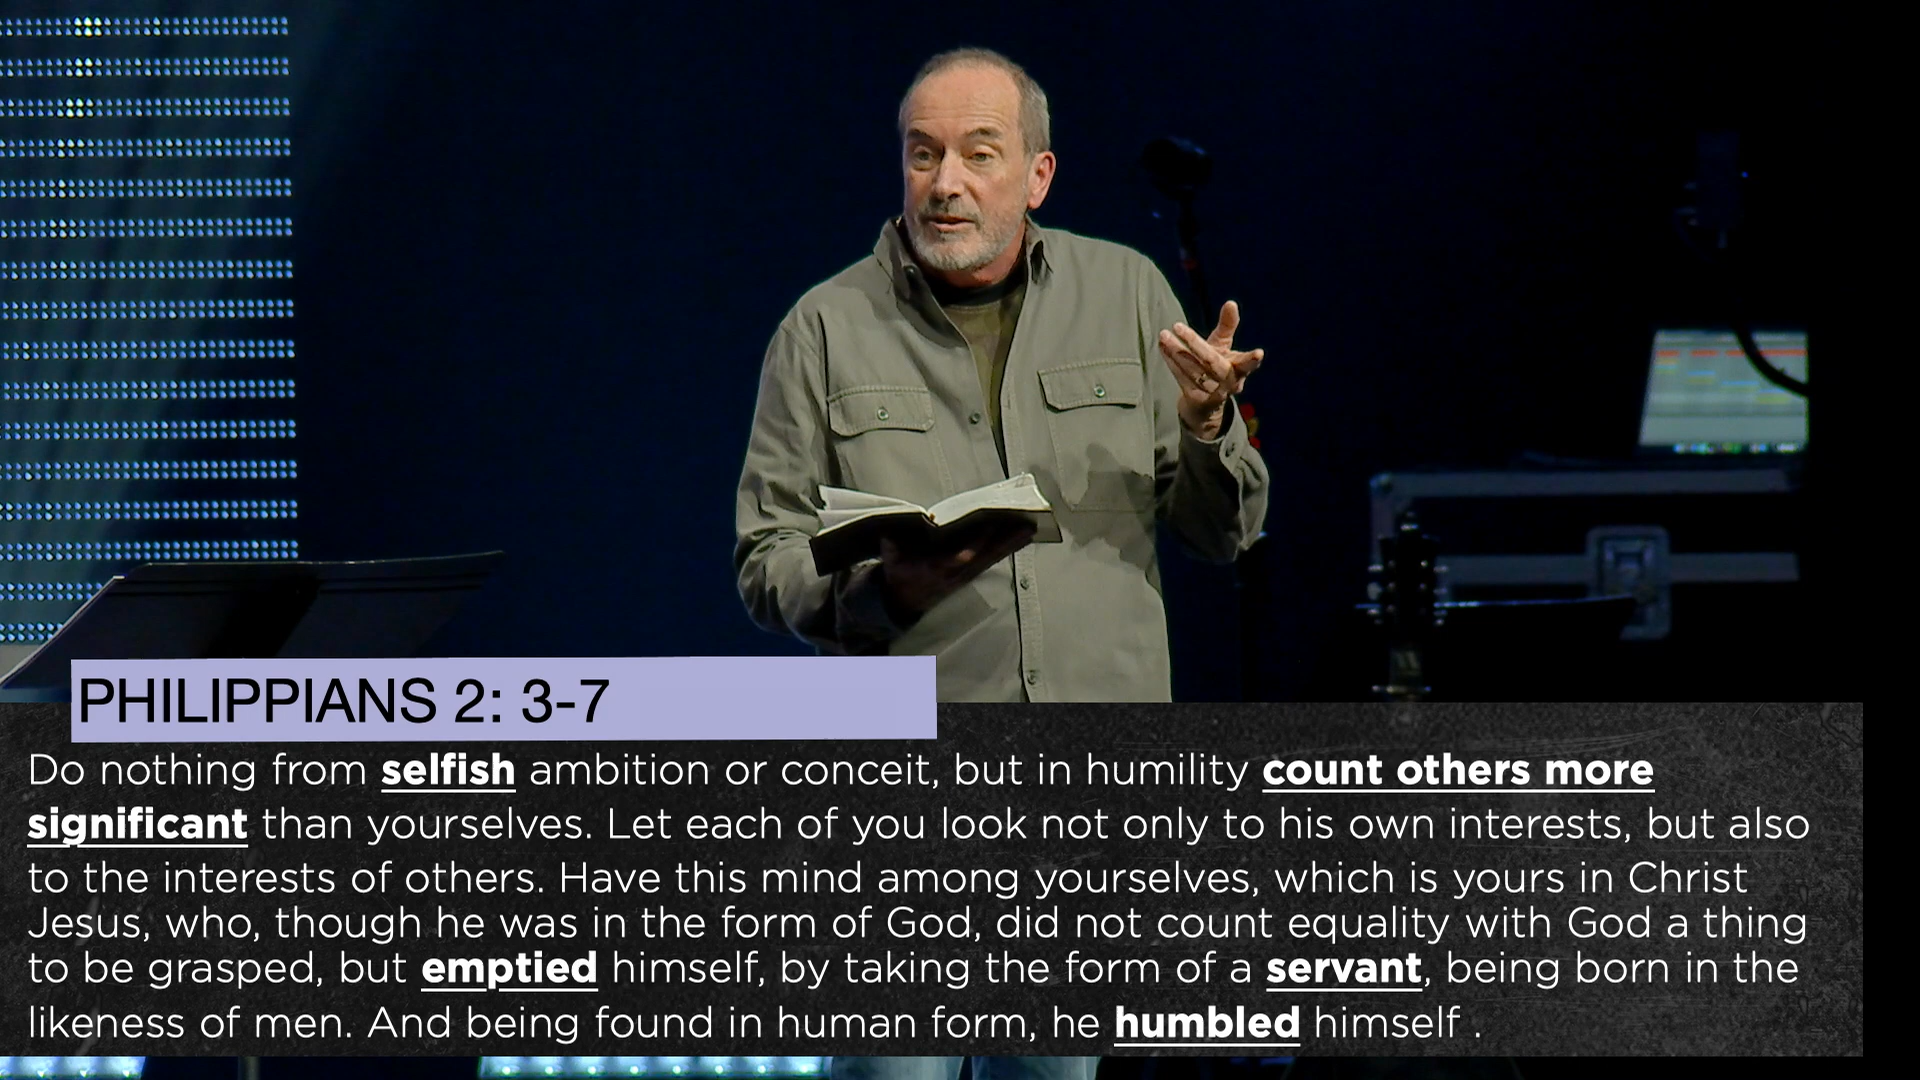 PHILIPPIANS 2: 3-7
Do nothing from selfish ambition or conceit, but in humility count others more
significant than yourselves. Let each of you look not only to his own interests, but also
to the interests of others. Have this mind among yourselves, which is yours in Christ
Jesus, who, though he was in the form of God, did not count equality with God a thing
to be grasped, but emptied himself, by taking the form of a servant, being born in the
likeness of men. And being found in human form, he humbled himself .